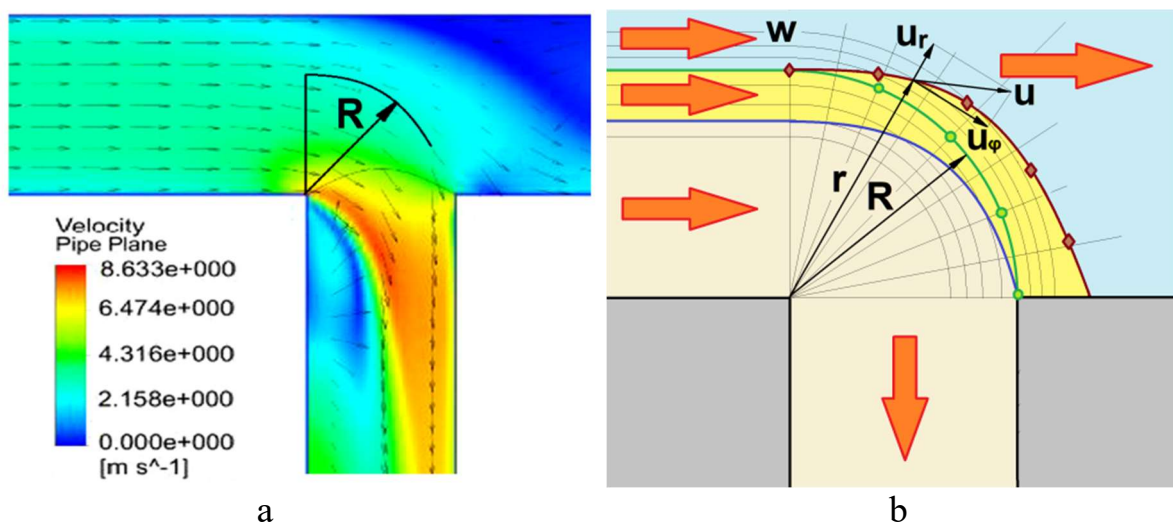 R
Velocity
Pipe Plane
8.633e+000
6.474e+000
4.316e+000
2.158e+000
0.000e+000
[m s^-1]
a
w
uᵣ
u
uᵩ
r
R
b